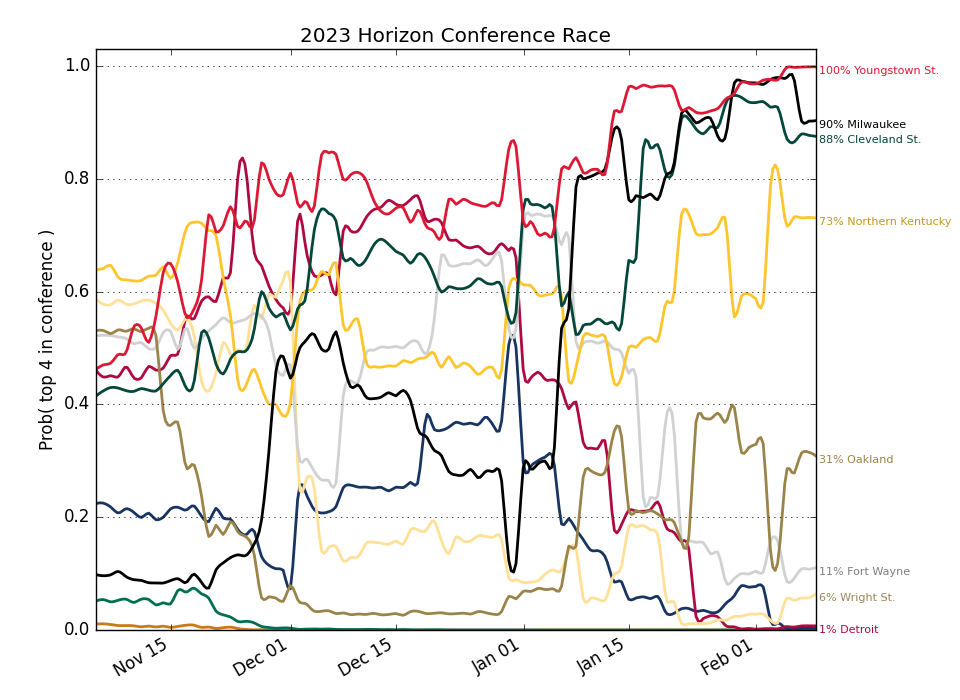 2023 Horizon Conference Race
Prob( top 4 in conference )
1.0
0.8
0.6
0.4
0.2
0.0
Nov 15
Dec 01
Dec 15
Jan 01
Jan 15
Feb 01
100% Youngstown St.
90% Milwaukee
88% Cleveland St.
73% Northern Kentucky
31% Oakland
11% Fort Wayne
6% Wright St.
1% Detroit